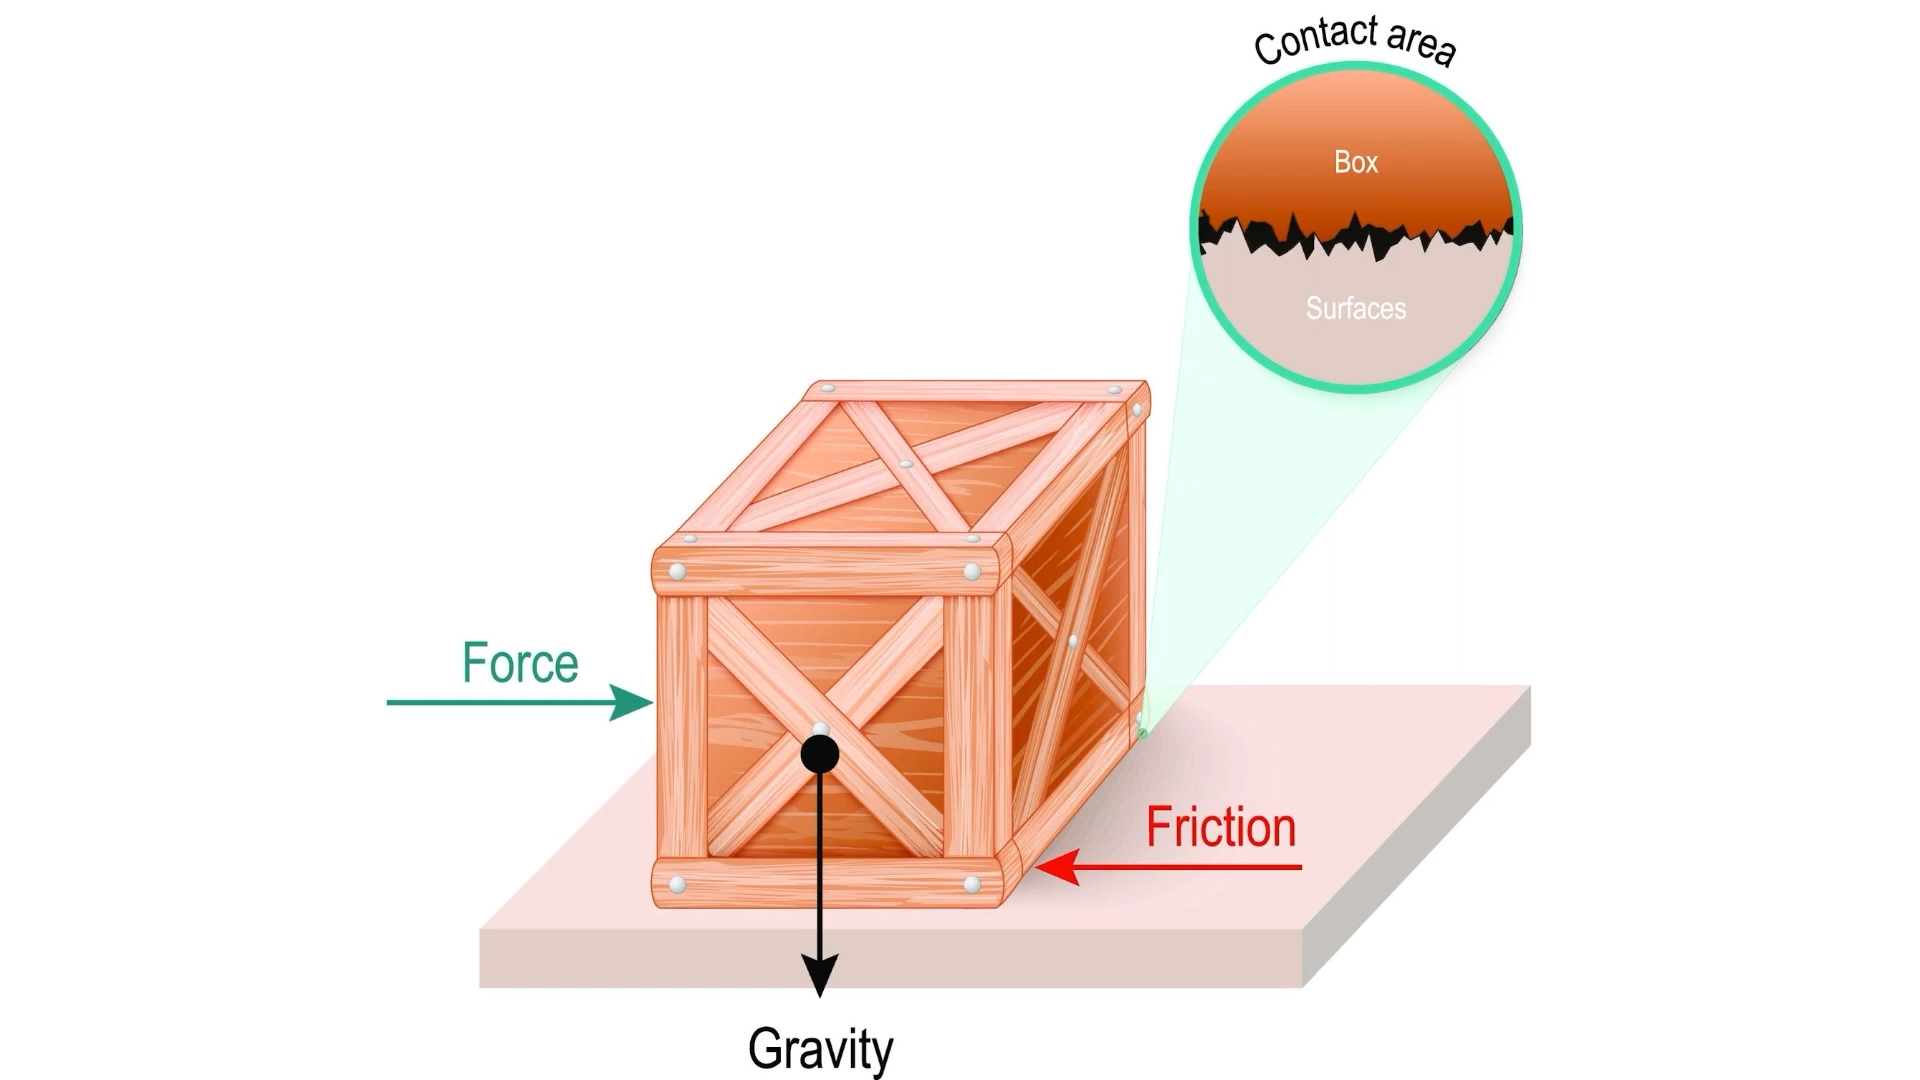 Contact area
Box
Surfaces
Force
Friction
Gravity